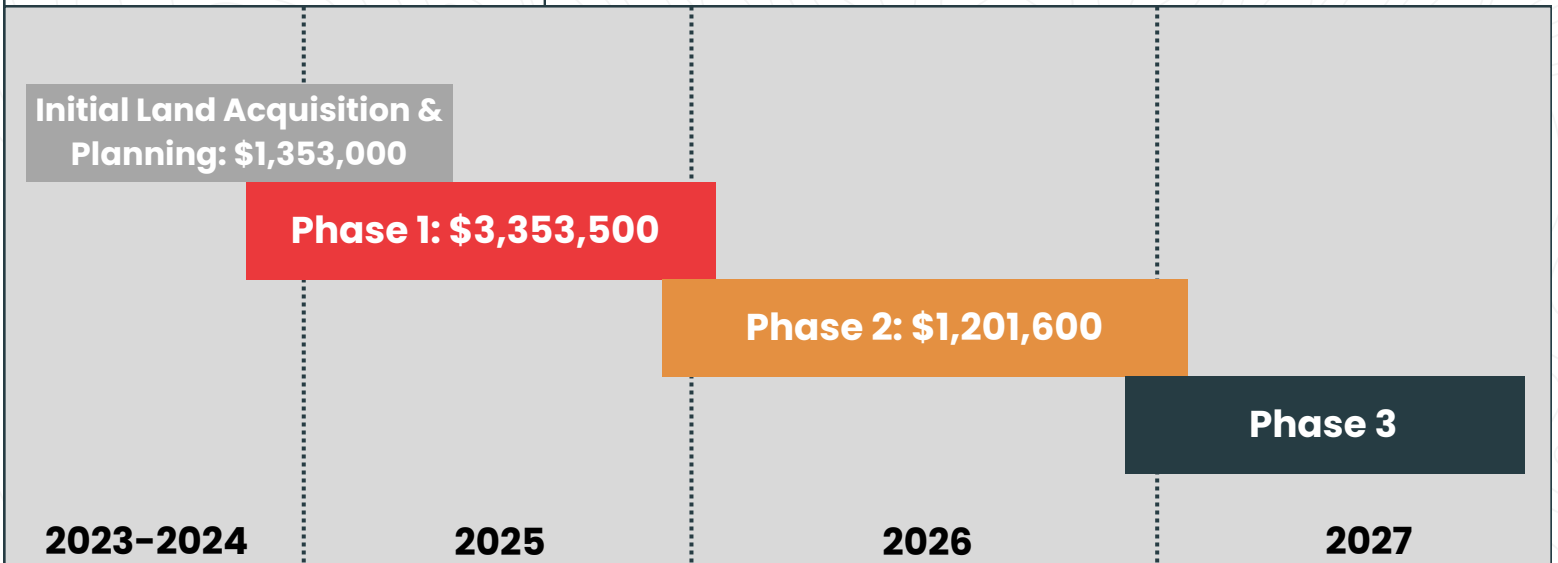 Initial Land Acquisition &
Planning: $1,353,000
Phase 1: $3,353,500
Phase 2: $1,201,600
Phase 3
2023-2024
2025
2026
2027